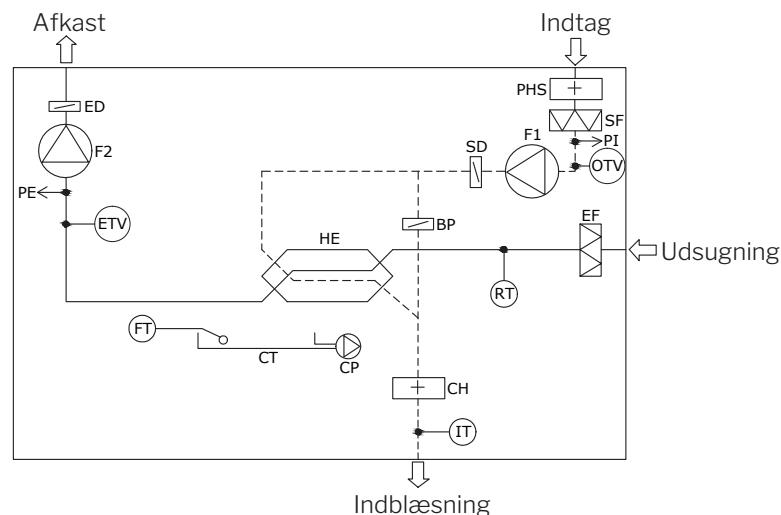 Afkast
Indtag
PHS
ED
SF
F1
PI
F2
SD
OTV
PE
ETV
BP
EF
HE
Udsugning
RT
FT
CT
CP
CH
IT
Indblæsning